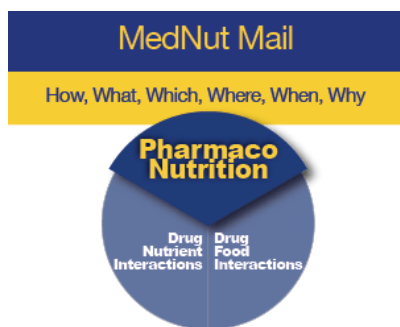 MedNut Mail
How, What, Which, Where, When, Why
Pharmaco
Nutrition
Drug
Nutrient
Interactions
Drug
Food
Interactions